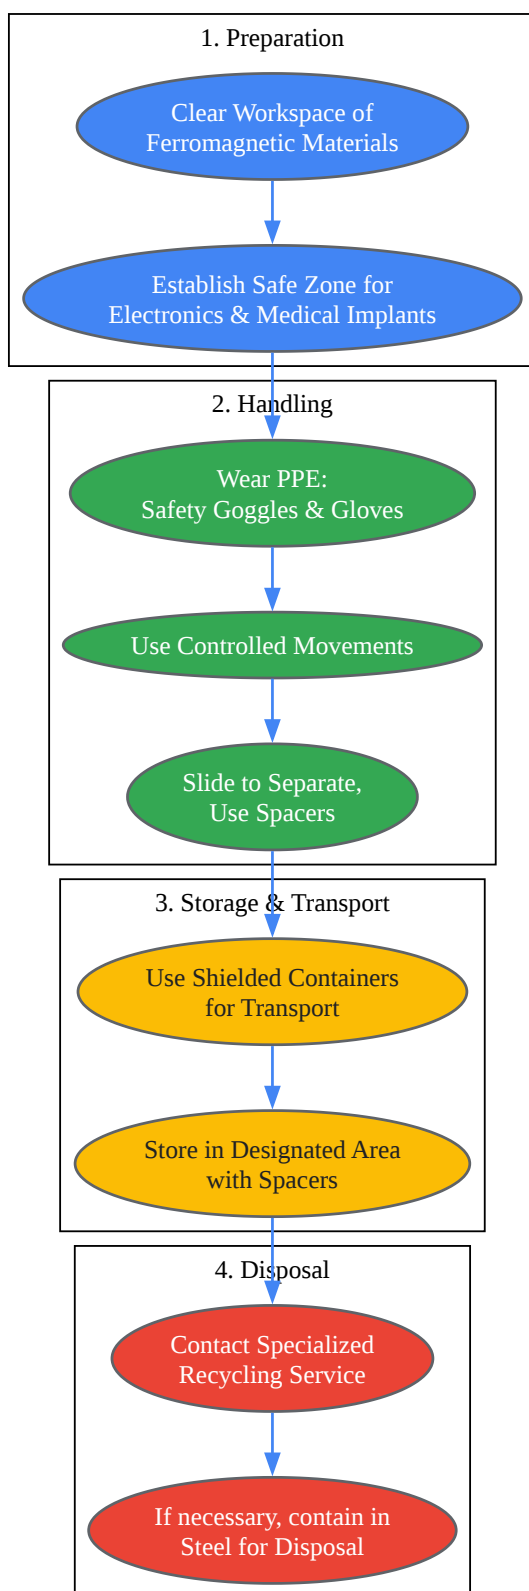 1. Preparation
Clear Workspace of
Ferromagnetic Materials
Establish Safe Zone for
Electronics & Medical Implants
2. Handling
Wear PPE:
Safety Goggles & Gloves
Use Controlled Movements
Slide to Separate,
Use Spacers
3. Storage & Transport
Use Shielded Containers
for Transport
Store in Designated Area
with Spacers
4. Disposal
Contact Specialized
Recycling Service
If necessary, contain in
Steel for Disposal